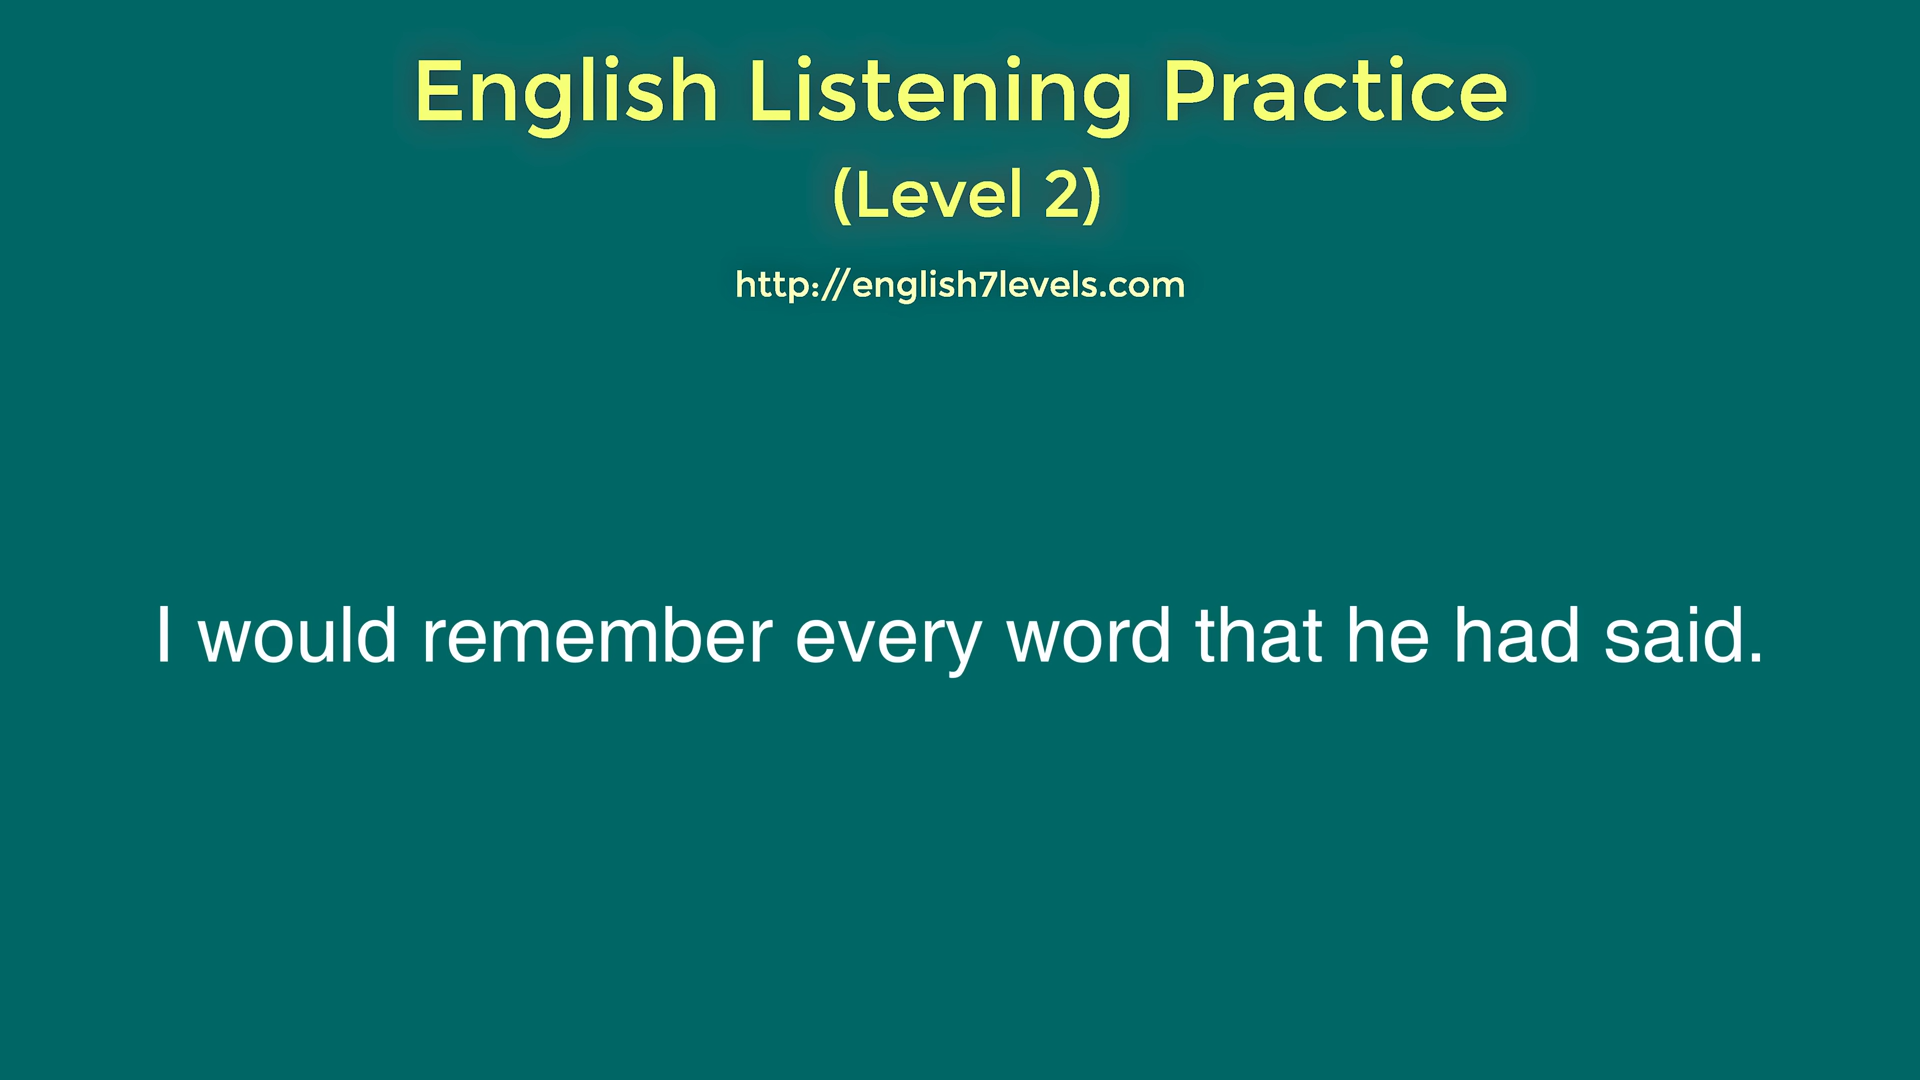 English Listening Practice
(Level 2)
http://english7levels.com
I would remember every word that he had said.